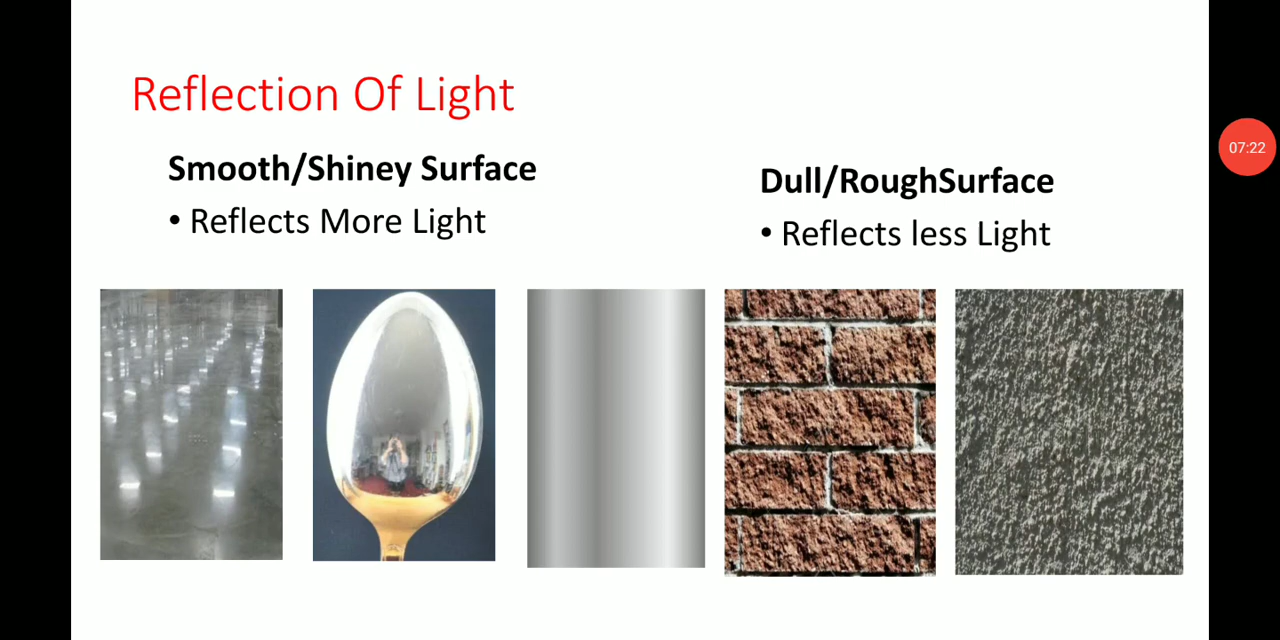 Reflection Of Light
Smooth/Shiney Surface
• Reflects More Light
Dull/RoughSurface
• Reflects less Light
07:22